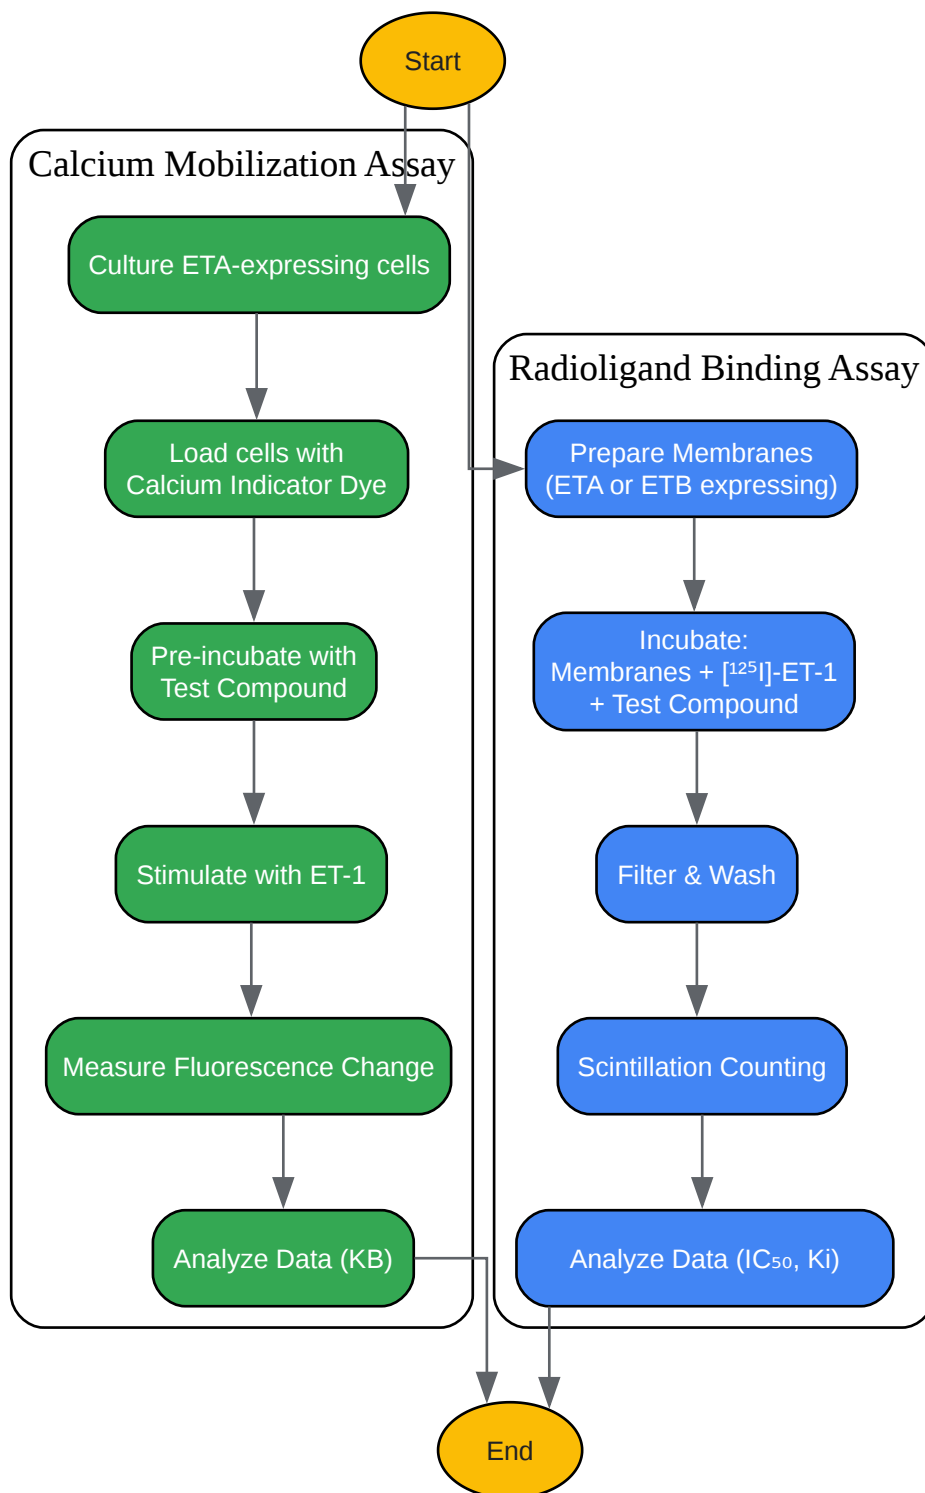 Start
Calcium Mobilization Assay
Culture ETA-expressing cells
Load cells with
Calcium Indicator Dye
Pre-incubate with
Test Compound
Stimulate with ET-1
Measure Fluorescence Change
Analyze Data (KB)
Radioligand Binding Assay
Prepare Membranes
(ETA or ETB expressing)
Incubate:
Membranes + [¹²⁵I]-ET-1
+ Test Compound
Filter & Wash
Scintillation Counting
Analyze Data (IC₅₀, Ki)
End